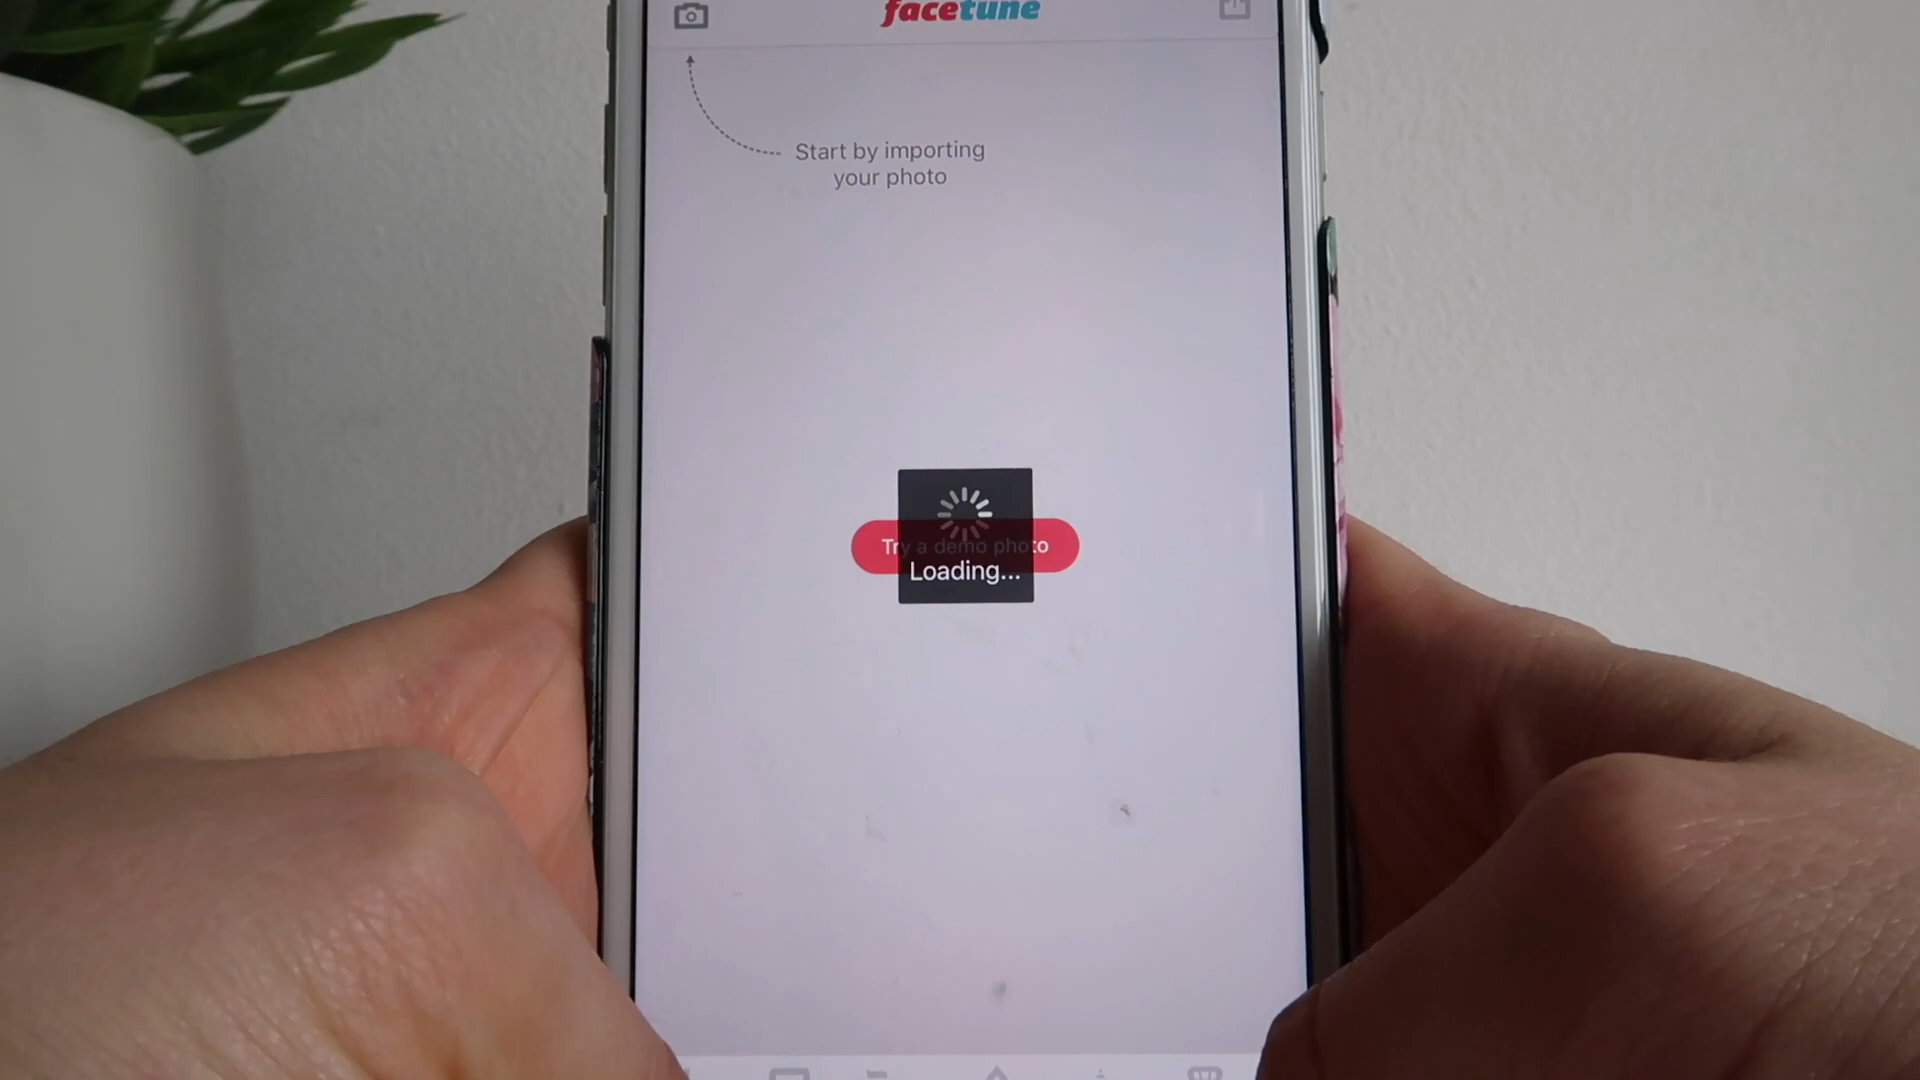 facetune
Start by importing
your photo
Try a demo photo
Loading...